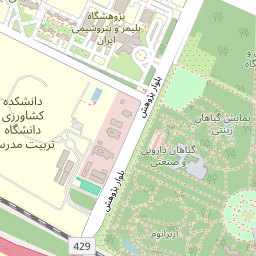 پژوهشگاه
پلیمر و پتروشیمی
ایران
بلوار پژوهش
دانشکده
کشاورزی
دانشگاه
تربیت مدرس
نمایش گیاهان
زینتی
گیاهان دارویی
و صنعتی
بلوار پژوهش
آزبرانوم
429